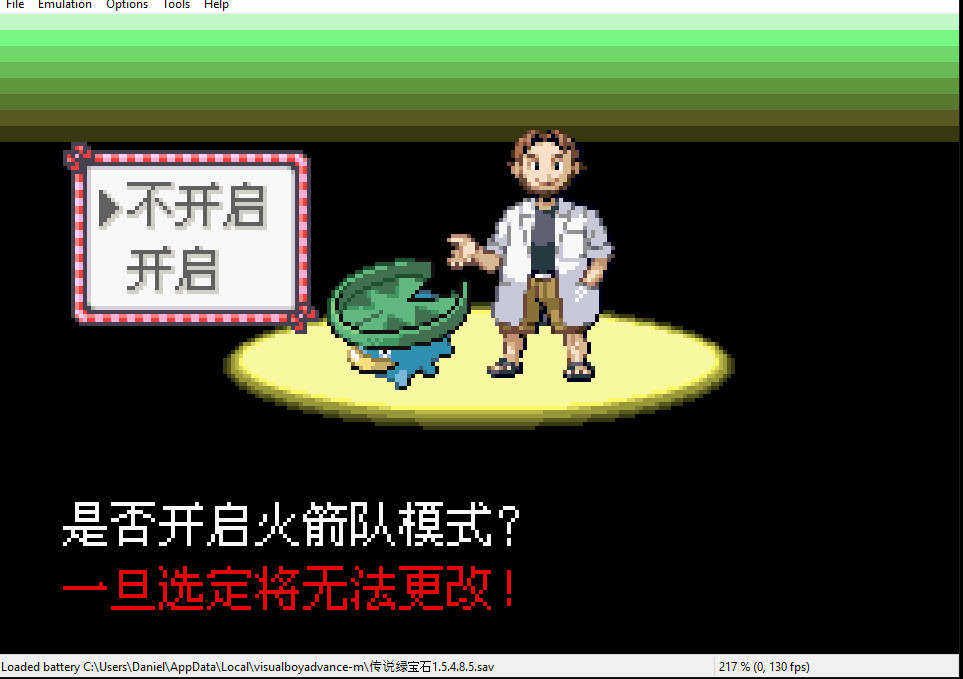 File Emulation Options Tools Help
不开启
开启
是否开启火箭队模式?
一旦选定将无法更改!
Loaded battery C:\Users\Daniel\AppData\Local\visualboyadvance-m\传说绿宝石1.5.4.8.5.sav 217 % (0, 130 fps)